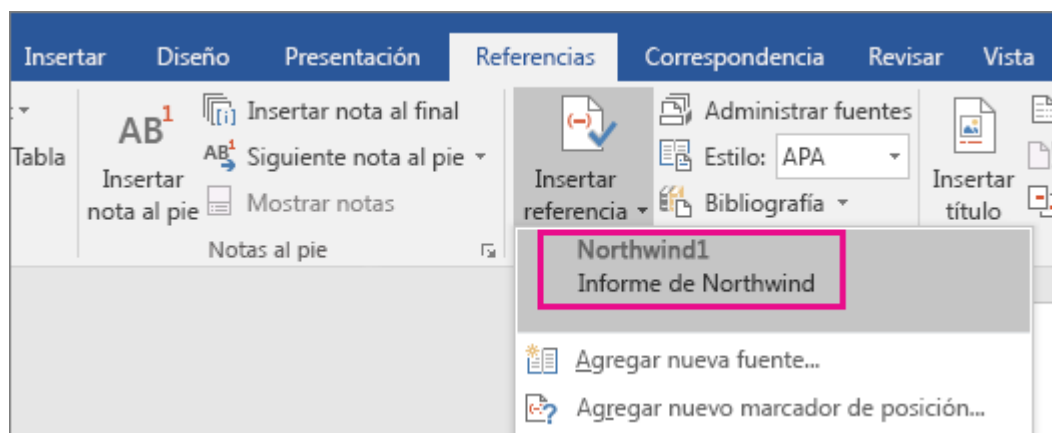 Insertar Diseño Presentación Referencias Correspondencia Revisar Vista
Tabla
AB1
Insertar
nota al pie
[i] Insertar nota al final
AB1 Siguiente nota al pie
Mostrar notas
Notas al pie
(-)
Insertar
referencia
Administrar fuentes
Estilo: APA
Bibliografía
Insertar
título
Northwind1
Informe de Northwind
Agregar nueva fuente...
Agregar nuevo marcador de posición...